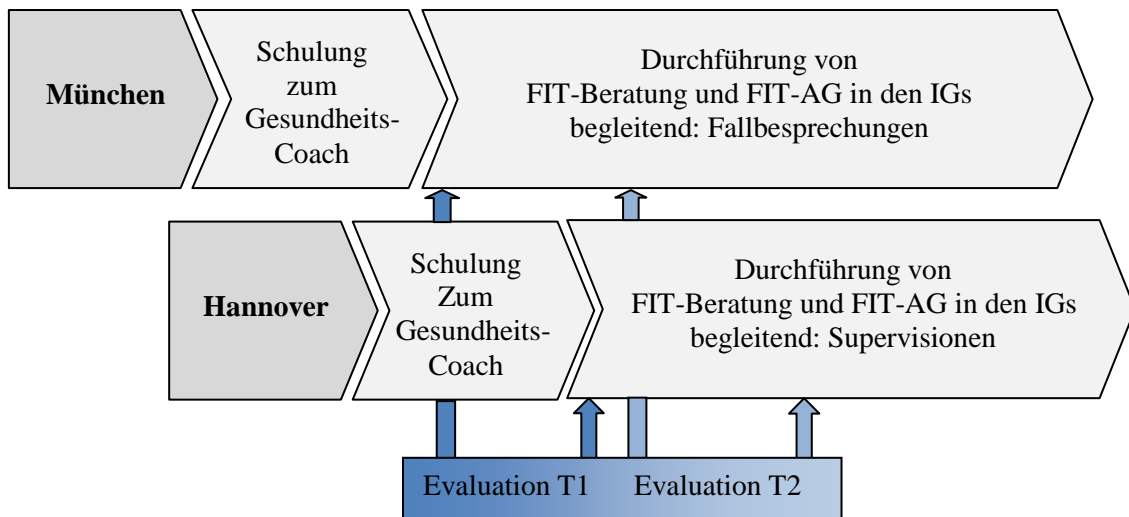 München
Schulung
zum
Gesundheits-
Coach
Durchführung von
FIT-Beratung und FIT-AG in den IGs
begleitend: Fallbesprechungen
Hannover
Schulung
Zum
Gesundheits-
Coach
Durchführung von
FIT-Beratung und FIT-AG in den IGs
begleitend: Supervisionen
Evaluation T1 Evaluation T2